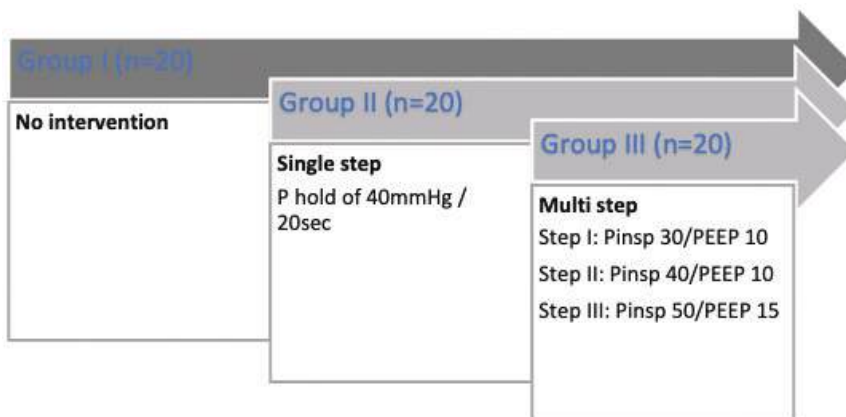 Group I (n=20)
No intervention
Group II (n=20)
Single step
P hold of 40mmHg /
20sec
Group III (n=20)
Multi step
Step I: Pinsp 30/PEEP 10
Step II: Pinsp 40/PEEP 10
Step III: Pinsp 50/PEEP 15